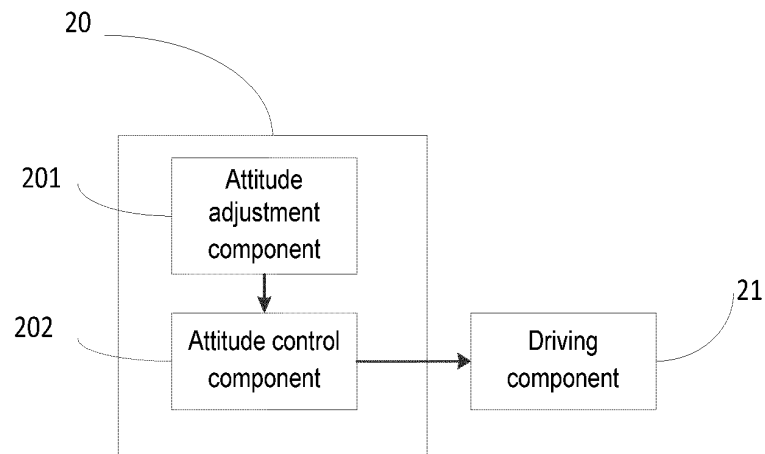 20
201
Attitude
adjustment
component
202
Attitude control
component
Driving
component
21